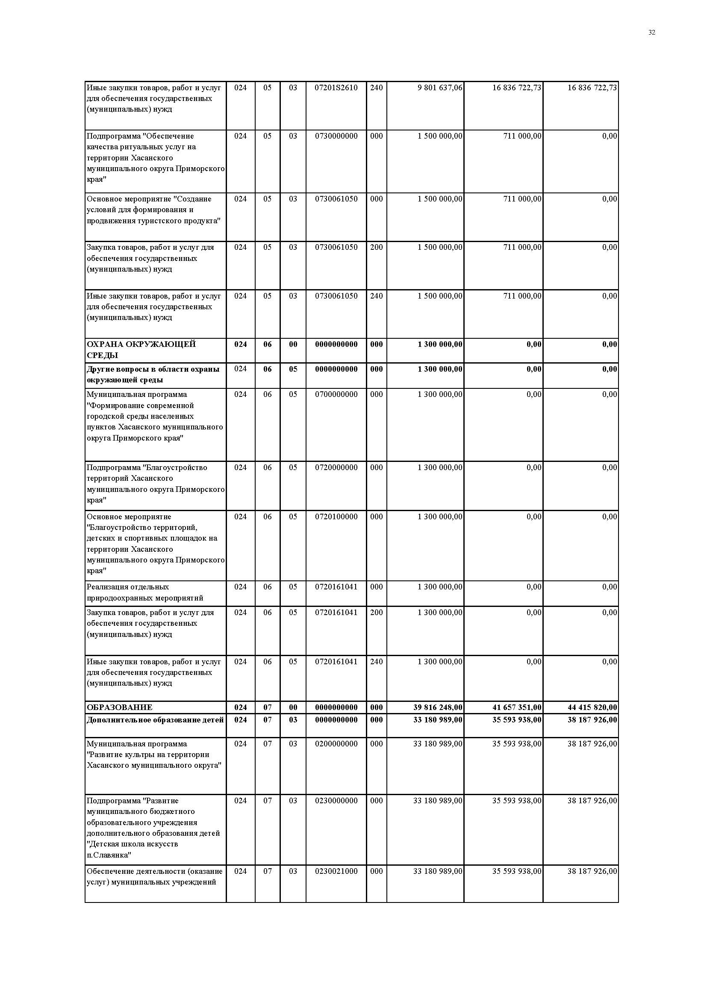 32
Иные закупки товаров, работ и услуг 024 05 03 07201S2610 240 9 801 637,06 16 836 722,73 16 836 722,73
для обеспечения государственных
(муниципальных) нужд
Подпрограмма "Обеспечение 024 05 03 0730000000 000 1 500 000,00 711 000,00 0,00
качества ритуальных услуг на
территории Хасанского
муниципального округа Приморского
края"
Основное мероприятие "Создание 024 05 03 0730061050 000 1 500 000,00 711 000,00 0,00
условий для формирования и
продвижения туристского продукта"
Закупка товаров, работ и услуг для 024 05 03 0730061050 200 1 500 000,00 711 000,00 0,00
обеспечения государственных
(муниципальных) нужд
Иные закупки товаров, работ и услуг 024 05 03 0730061050 240 1 500 000,00 711 000,00 0,00
для обеспечения государственных
(муниципальных) нужд
ОХРАНА ОКРУЖАЮЩЕЙ 024 06 00 0000000000 000 1 300 000,00 0,00 0,00
СРЕДЫ
Другие вопросы в области охраны 024 06 05 0000000000 000 1 300 000,00 0,00 0,00
окружающей среды
Муниципальная программа 024 06 05 0700000000 000 1 300 000,00 0,00 0,00
"Формирование современной
городской среды населенных
пунктов Хасанского муниципального
округа Приморского края"
Подпрограмма "Благоустройство 024 06 05 0720000000 000 1 300 000,00 0,00 0,00
территорий Хасанского
муниципального округа Приморского
края"
Основное мероприятие 024 06 05 0720100000 000 1 300 000,00 0,00 0,00
"Благоустройство территорий,
детских и спортивных площадок на
территории Хасанского
муниципального округа Приморского
края"
Реализация отдельных 024 06 05 0720161041 000 1 300 000,00 0,00 0,00
природоохранных мероприятий
Закупка товаров, работ и услуг для 024 06 05 0720161041 200 1 300 000,00 0,00 0,00
обеспечения государственных
(муниципальных) нужд
Иные закупки товаров, работ и услуг 024 06 05 0720161041 240 1 300 000,00 0,00 0,00
для обеспечения государственных
(муниципальных) нужд
ОБРАЗОВАНИЕ 024 07 00 0000000000 000 39 816 248,00 41 657 351,00 44 415 820,00
Дополнительное образование детей 024 07 03 0000000000 000 33 180 989,00 35 593 938,00 38 187 926,00
Муниципальная программа 024 07 03 0200000000 000 33 180 989,00 35 593 938,00 38 187 926,00
"Развитие культры на территории
Хасанского муниципального округа"
Подпрограмма "Развитие 024 07 03 0230000000 000 33 180 989,00 35 593 938,00 38 187 926,00
муниципального бюджетного
образовательного учреждения
дополнительного образования детей
"Детская школа искусств
п.Славянка"
Обеспечение деятельности (оказание 024 07 03 0230021000 000 33 180 989,00 35 593 938,00 38 187 926,00
услуг) муниципальных учреждений